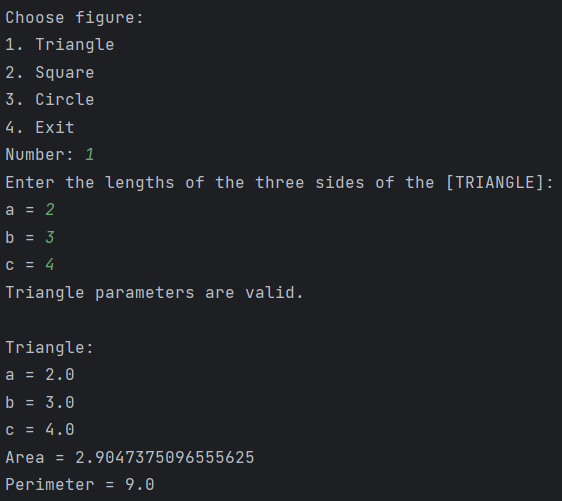 Choose figure:
1. Triangle
2. Square
3. Circle
4. Exit
Number: 1
Enter the lengths of the three sides of the [TRIANGLE]:
a = 2
b = 3
c = 4
Triangle parameters are valid.

Triangle:
a = 2.0
b = 3.0
c = 4.0
Area = 2.9047375096555625
Perimeter = 9.0